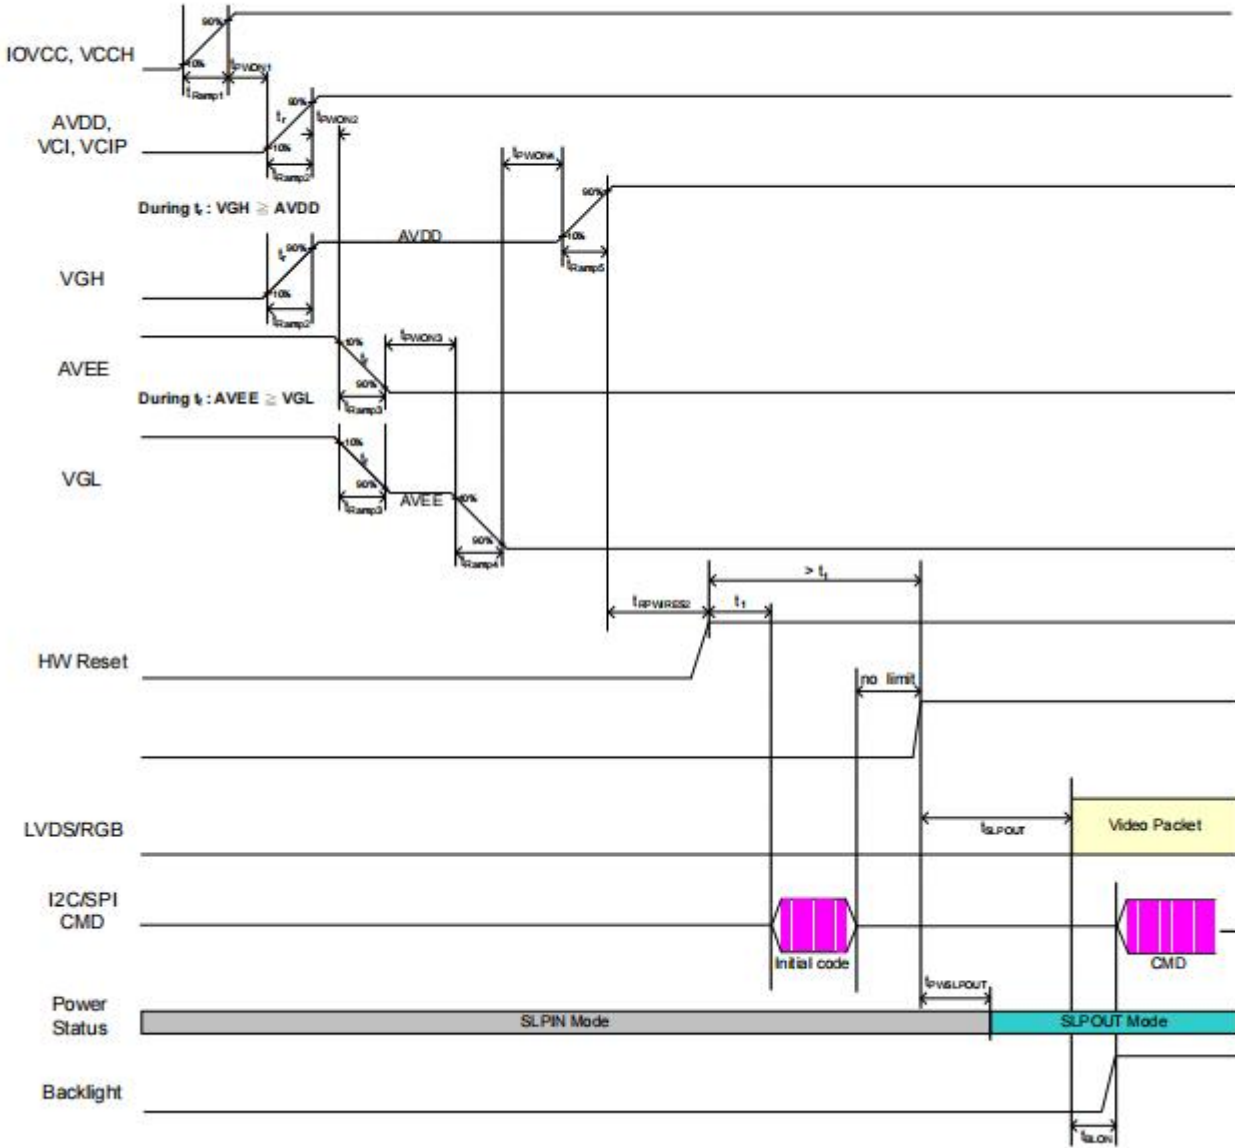 90%
IOVCC, VCCH
10%
tPWON1
tRamp1
90%
AVDD,
VCI, VCIP
tr
tPWON2
10%
tRamp2
tPWON4
90%
During tr : VGH ≧ AVDD
AVDD
10%
tRamp5
90%
tr
VGH
10%
tRamp2
tPWON3
10%
AVEE
tf
90%
During tf : AVEE ≧ VGL
tRamp3
10%
VGL
tf
90%
AVEE
10%
tRamp3
90%
tRamp4
> t1
tRPWIRES2
t1
HW Reset
no limit
LVDS/RGB
tSLPOUT
Video Packet
I2C/SPI
CMD
Initial code
CMD
tPWSLPOUT
Power
Status
SLPIN Mode
SLPOUT Mode
Backlight
tBLON